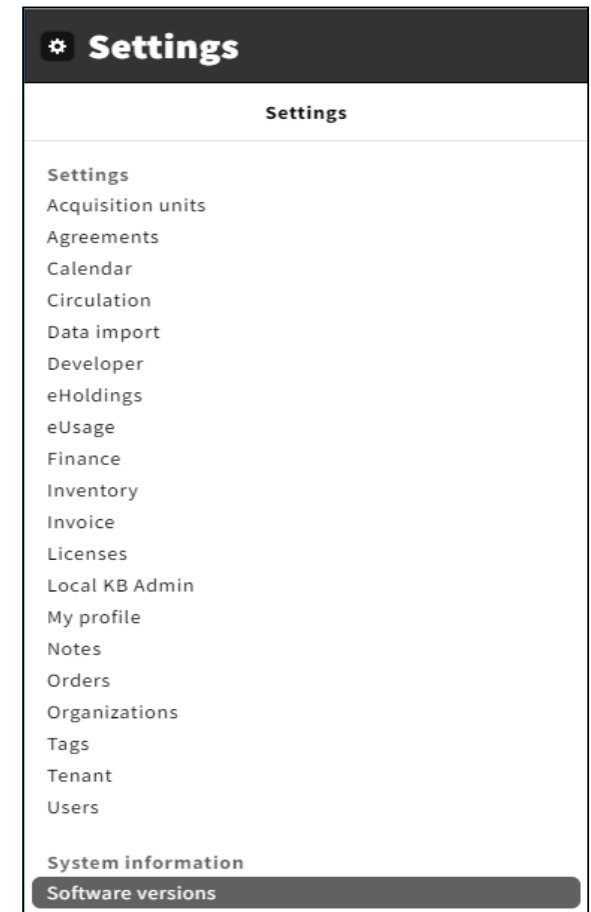 Settings
Settings
Settings
Acquisition units
Agreements
Calendar
Circulation
Data import
Developer
eHoldings
eUsage
Finance
Inventory
Invoice
Licenses
Local KB Admin
My profile
Notes
Orders
Organizations
Tags
Tenant
Users
System information
Software versions